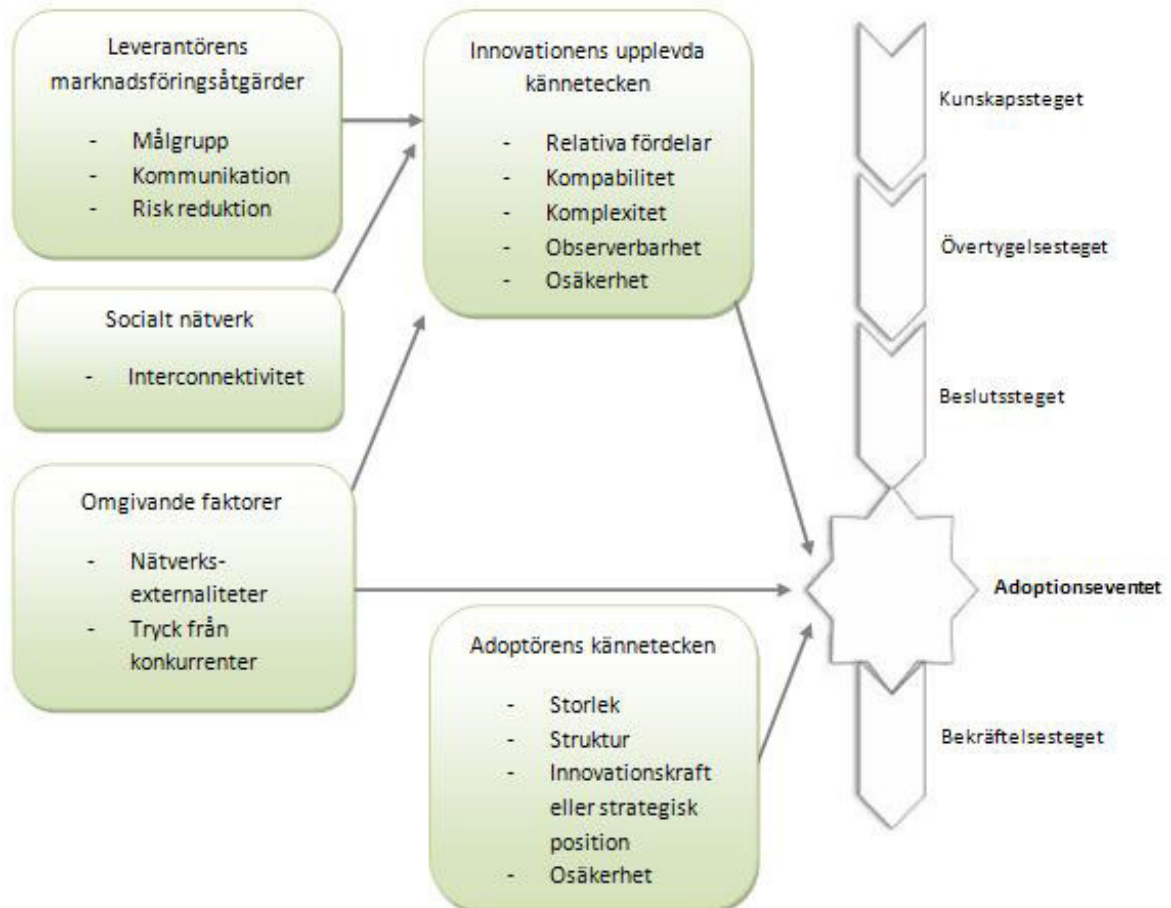 Leverantörens
marknadsföringsåtgärder
- Målgrupp
- Kommunikation
- Risk reduktion
Socialt nätverk
- Interconnektivitet
Omgivande faktorer
- Nätverks-
externaliteter
- Tryck från
konkurrenter
Innovationens upplevda
kännetecken
- Relativa fördelar
- Kompabilitet
- Komplexitet
- Observerbarhet
- Osäkerhet
Adoptörens kännetecken
- Storlek
- Struktur
- Innovationskraft
eller strategisk
position
- Osäkerhet
Kunskapssteget
Övertygelsesteget
Beslutssteget
Adoptionseventet
Bekräftelsesteget